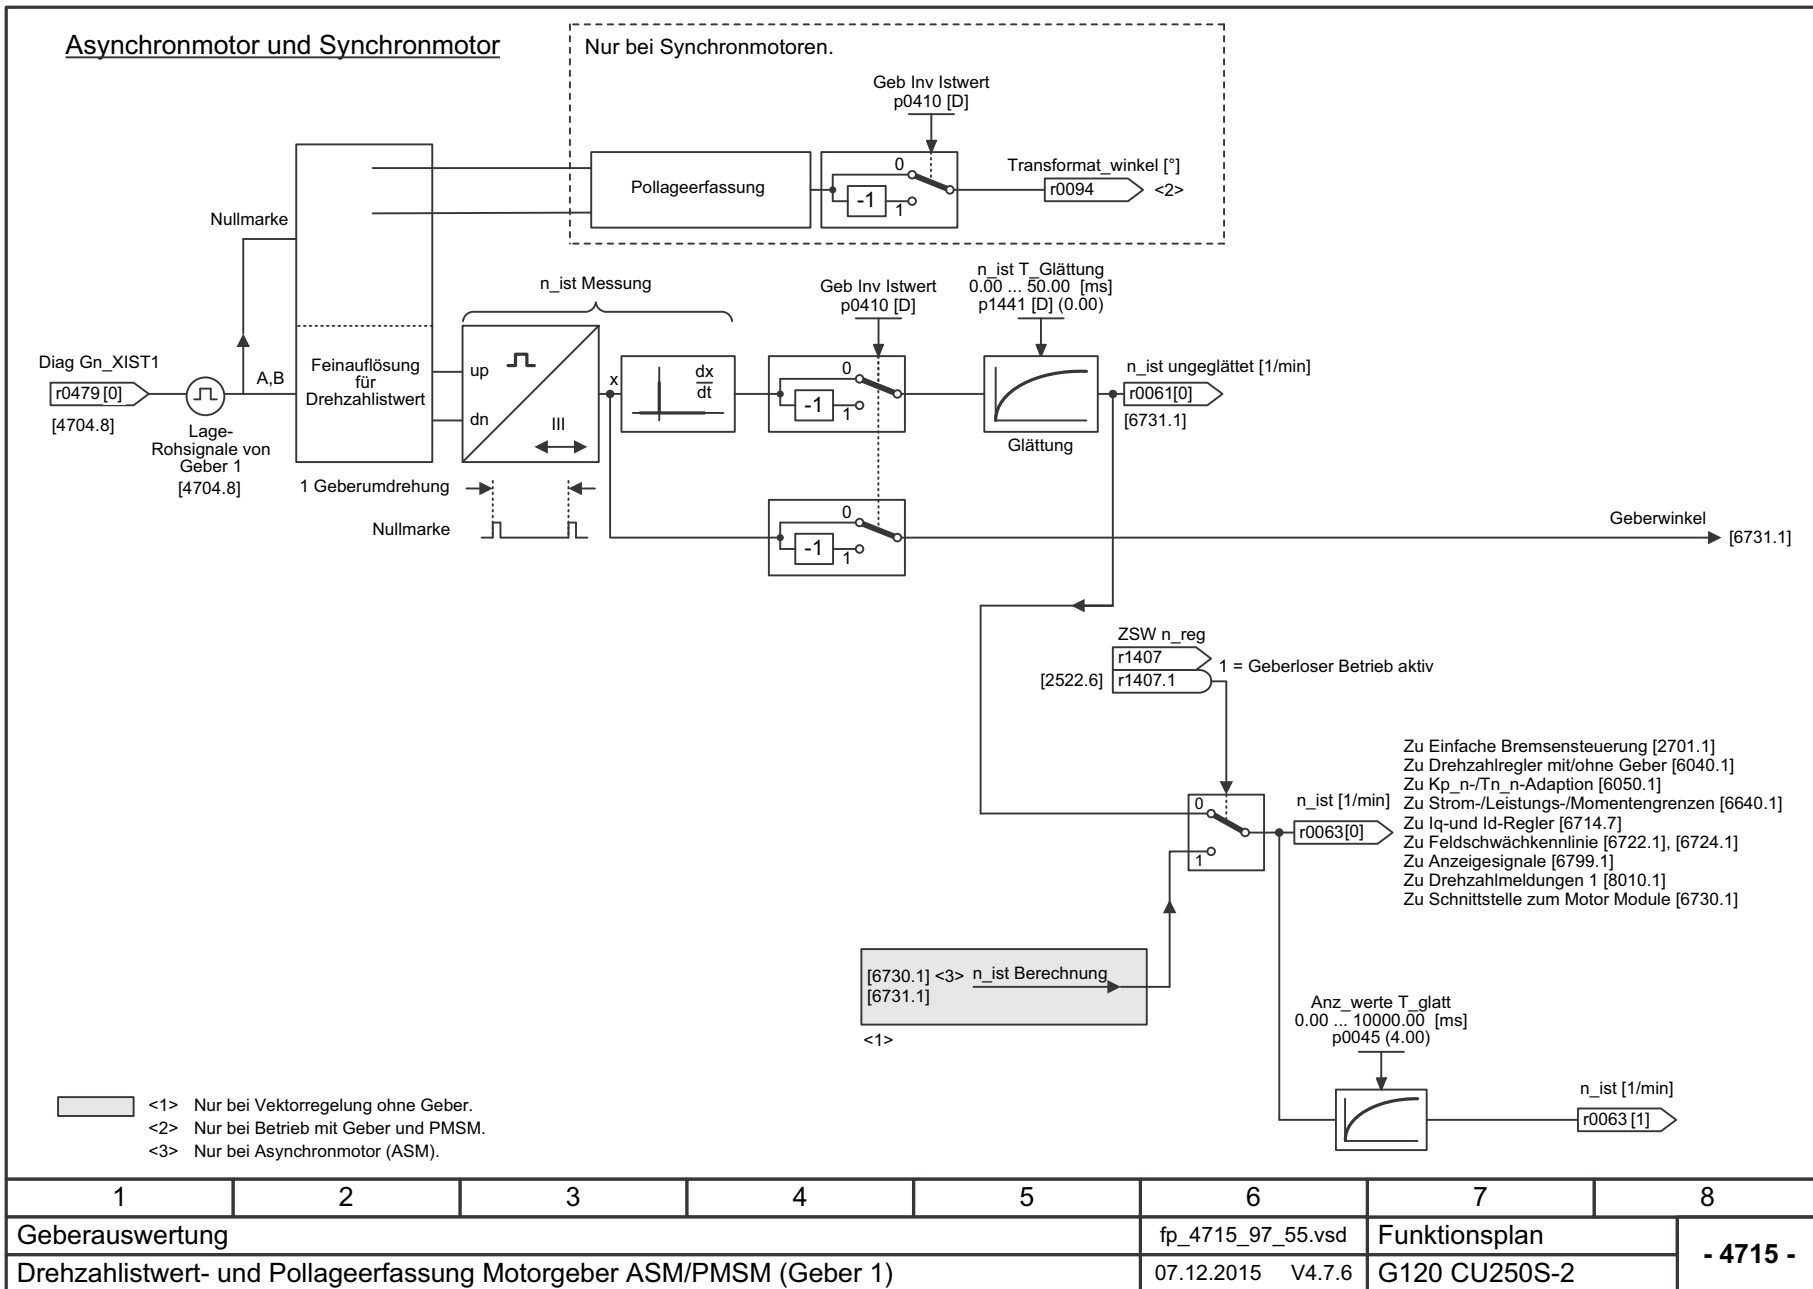 Asynchronmotor und Synchronmotor
Nur bei Synchronmotoren.
Geb Inv Istwert
p0410 [D]
0
-1
1
Pollageerfassung
Transformat_winkel [°]
r0094
<2>
Nullmarke
n_ist Messung
Geb Inv Istwert
p0410 [D]
n_ist T_Glättung
0.00 ... 50.00 [ms]
p1441 [D] (0.00)
Diag Gn_XIST1
r0479 [0]
[4704.8]
A,B
Lage-
Rohsignale von
Geber 1
[4704.8]
Feinauflösung
für
Drehzahlistwert
up
dn
III
x
dx
dt
0
-1
1
Glättung
n_ist ungeglättet [1/min]
r0061[0]
[6731.1]
1 Geberumdrehung
Nullmarke
0
-1
1
Geberwinkel
[6731.1]
ZSW n_reg
r1407
1 = Geberloser Betrieb aktiv
[2522.6]
r1407.1
0
1
n_ist [1/min]
r0063[0]
Zu Einfache Bremsensteuerung [2701.1]
Zu Drehzahlregler mit/ohne Geber [6040.1]
Zu Kp_n-/Tn_n-Adaption [6050.1]
Zu Strom-/Leistungs-/Momentengrenzen [6640.1]
Zu Iq-und Id-Regler [6714.7]
Zu Feldschwächkennlinie [6722.1], [6724.1]
Zu Anzeigesignale [6799.1]
Zu Drehzahlmeldungen 1 [8010.1]
Zu Schnittstelle zum Motor Module [6730.1]
[6730.1] <3> n_ist Berechnung
[6731.1]
<1>
Anz_werte T_glatt
0.00 ... 10000.00 [ms]
p0045 (4.00)
n_ist [1/min]
r0063 [1]
<1> Nur bei Vektorregelung ohne Geber.
<2> Nur bei Betrieb mit Geber und PMSM.
<3> Nur bei Asynchronmotor (ASM).
1 2 3 4 5 6 7 8
Geberauswertung
fp_4715_97_55.vsd
Funktionsplan
- 4715 -
Drehzahlistwert- und Pollageerfassung Motorgeber ASM/PMSM (Geber 1)
07.12.2015 V4.7.6
G120 CU250S-2